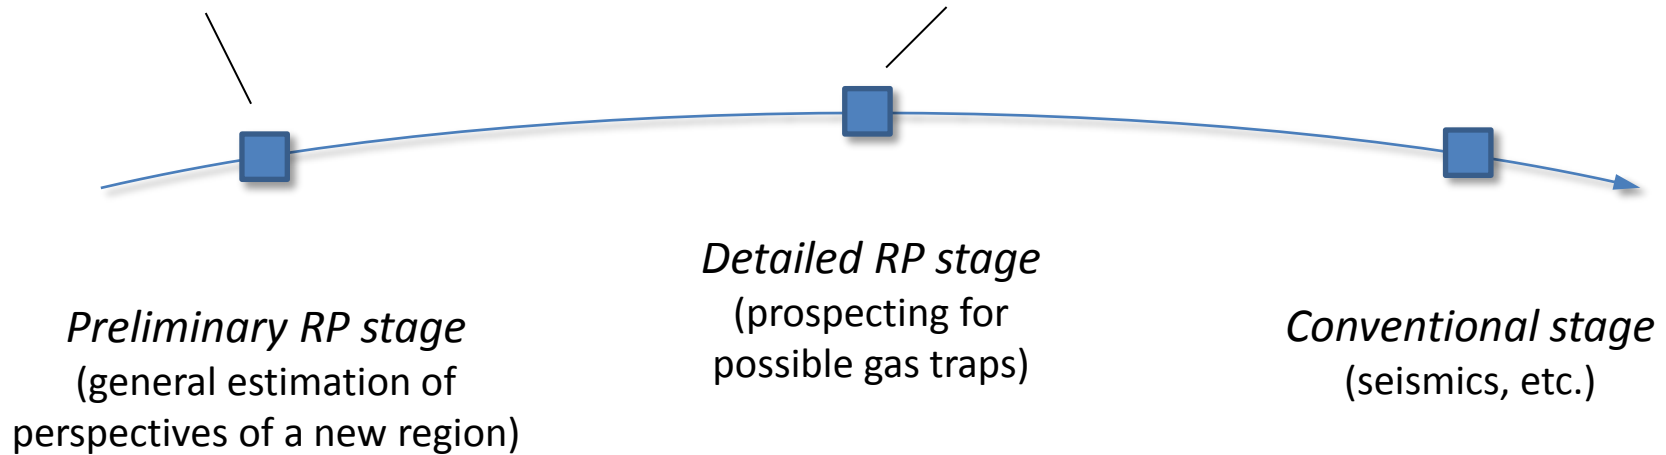 Preliminary RP stage
(general estimation of
perspectives of a new region)
Detailed RP stage
(prospecting for
possible gas traps)
Conventional stage
(seismics, etc.)